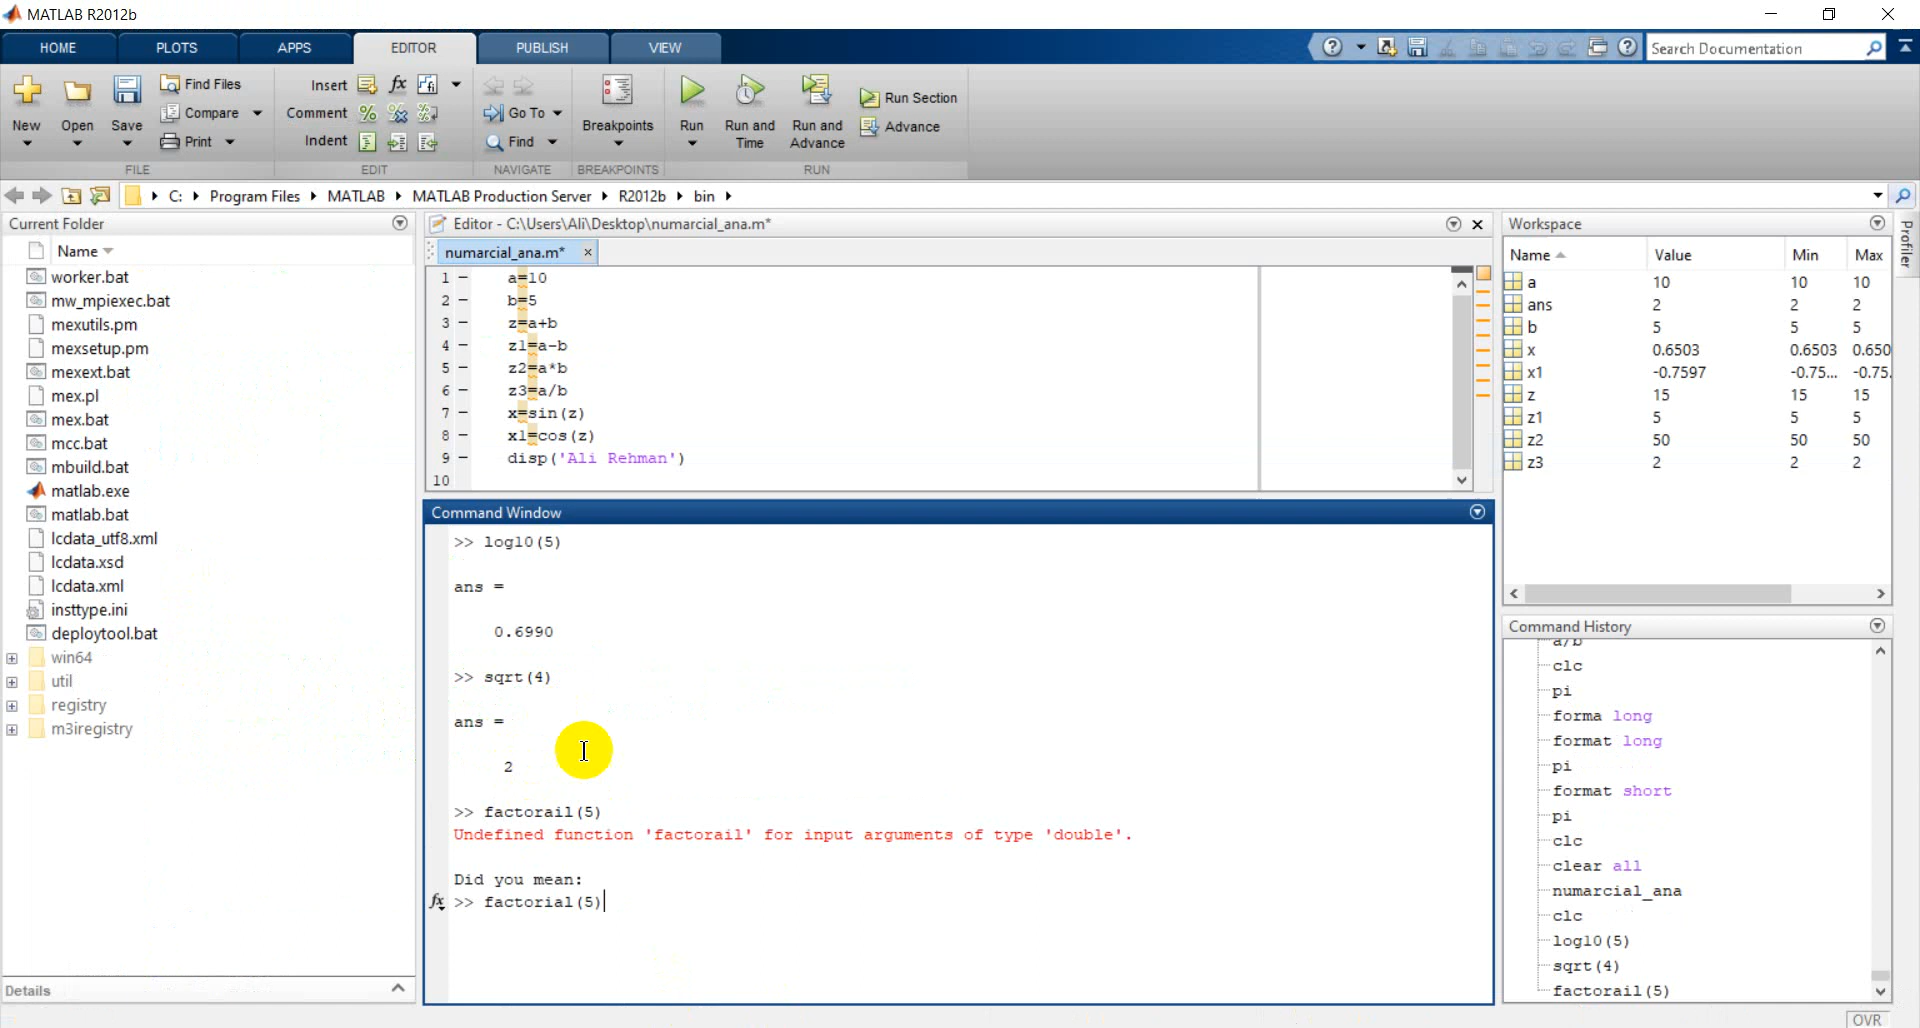 MATLAB R2012b
HOME PLOTS APPS EDITOR PUBLISH VIEW
Search Documentation
New Open Save
Find Files
Compare
Print
FILE
Insert
Comment
Indent
EDIT
Go To
Find
NAVIGATE
Breakpoints
BREAKPOINTS
Run
Run and Time
Run and Advance
Run Section
Advance
RUN
C: Program Files MATLAB MATLAB Production Server R2012b bin
Current Folder
Name
worker.bat
mw_mpiexec.bat
mexutils.pm
mexsetup.pm
mexext.bat
mex.pl
mex.bat
mcc.bat
mbuild.bat
matlab.exe
matlab.bat
lcdata_utf8.xml
lcdata.xsd
lcdata.xml
insttype.ini
deploytool.bat
win64
util
registry
m3iregistry
Details
Editor - C:\Users\Ali\Desktop\numarcial_ana.m*
numarcial_ana.m*
1 - a=10
2 - b=5
3 - z=a+b
4 - z1=a-b
5 - z2=a*b
6 - z3=a/b
7 - x=sin(z)
8 - x1=cos(z)
9 - disp('Ali Rehman')
10
Command Window
>> log10(5)
ans =
0.6990
>> sqrt(4)
ans =
2
>> factorail(5)
Undefined function 'factorail' for input arguments of type 'double'.
Did you mean:
fx >> factorial(5)
Workspace
Name Value Min Max
a 10 10 10
ans 2 2 2
b 5 5 5
x 0.6503 0.6503 0.650
x1 -0.7597 -0.75... -0.75.
z 15 15 15
z1 5 5 5
z2 50 50 50
z3 2 2 2
Command History
a/b
clc
pi
forma long
format long
pi
format short
pi
clc
clear all
numarcial_ana
clc
log10(5)
sqrt(4)
factorail(5)
Profiler
OVR